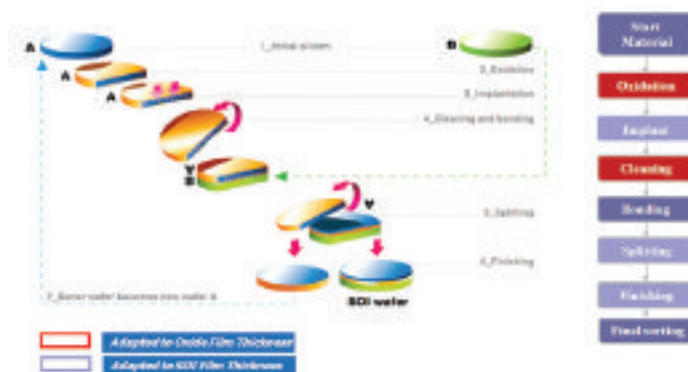 A
1_Initial silicon
B
Start
Material
A
2_Oxidation
A
3_Implantation
Oxidation
4_Cleaning and bonding
Implant
Cleaning
A
B
Bonding
A
5_Splitting
Splitting
6_Finishing
Finishing
7_Donor wafer becomes new wafer A
SOI wafer
Final sorting
Adapted to Oxide Film Thickness
Adapted to SOI Film Thickness